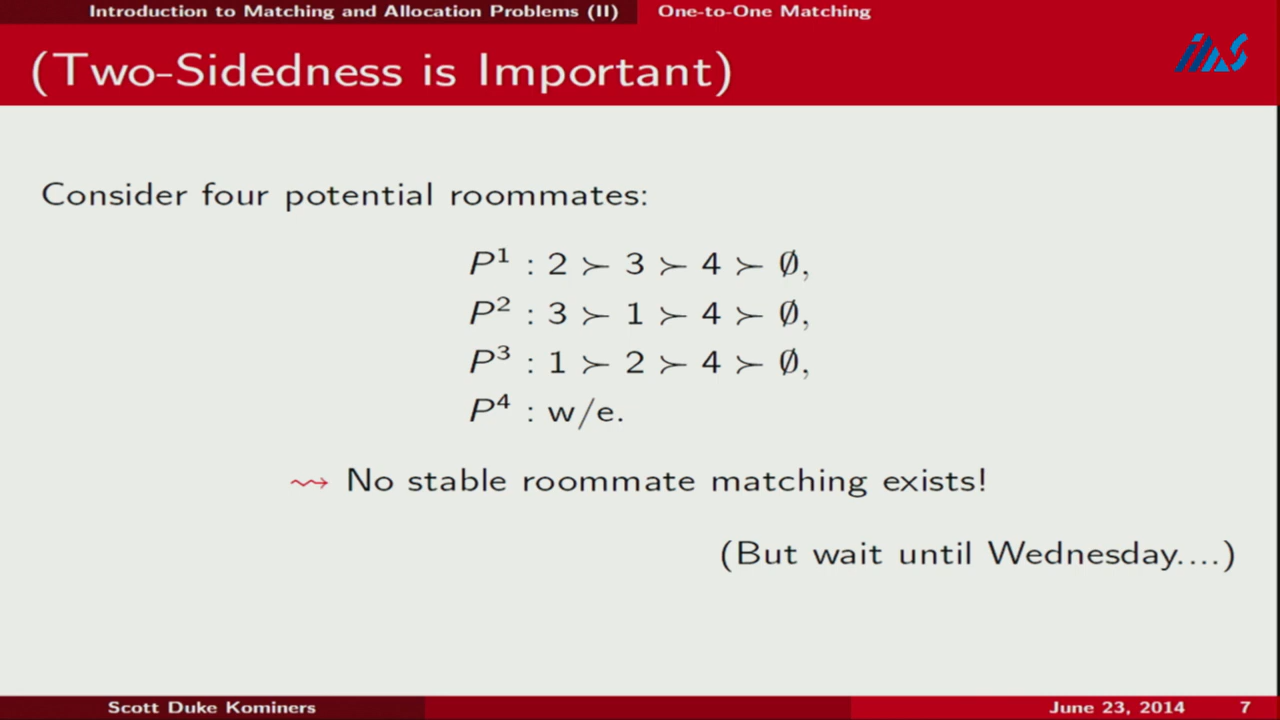 Introduction to Matching and Allocation Problems (II) One-to-One Matching
(Two-Sidedness is Important)
ias
Consider four potential roommates:
P¹ : 2 ≻ 3 ≻ 4 ≻ ∅,
P² : 3 ≻ 1 ≻ 4 ≻ ∅,
P³ : 1 ≻ 2 ≻ 4 ≻ ∅,
P⁴ : w/e.
⇝ No stable roommate matching exists!
(But wait until Wednesday....)
Scott Duke Kominers June 23, 2014 7